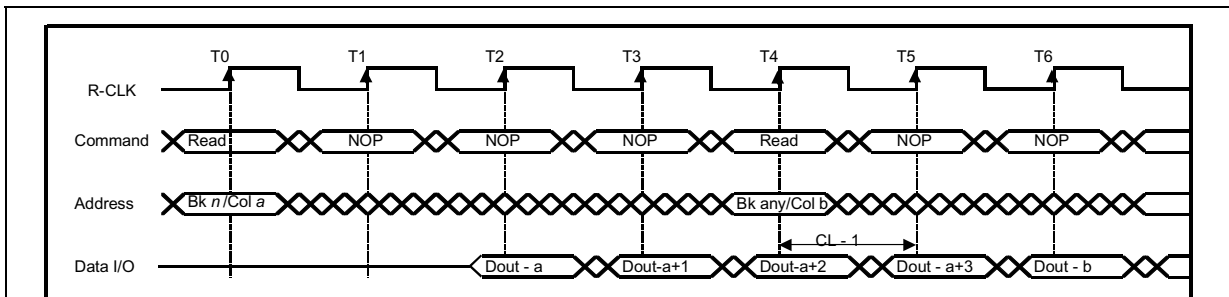 T0 T1 T2 T3 T4 T5 T6
R-CLK
Command Read NOP NOP NOP Read NOP NOP
Address Bk n/Col a Bk any/Col b
CL - 1
Data I/O Dout - a Dout-a+1 Dout-a+2 Dout - a+3 Dout - b